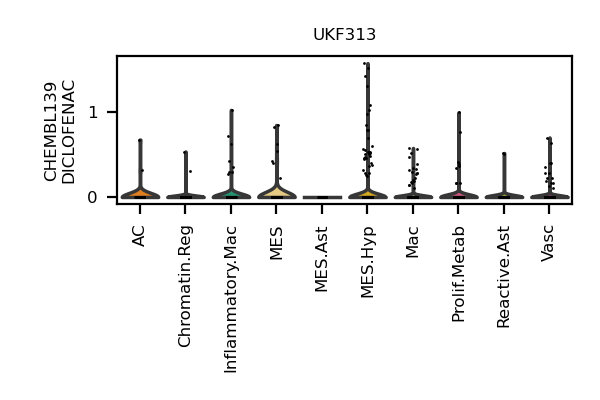 UKF313
CHEMBL139
DICLOFENAC
1
0
AC
Chromatin.Reg
Inflammatory.Mac
MES
MES.Ast
MES.Hyp
Mac
Prolif.Metab
Reactive.Ast
Vasc